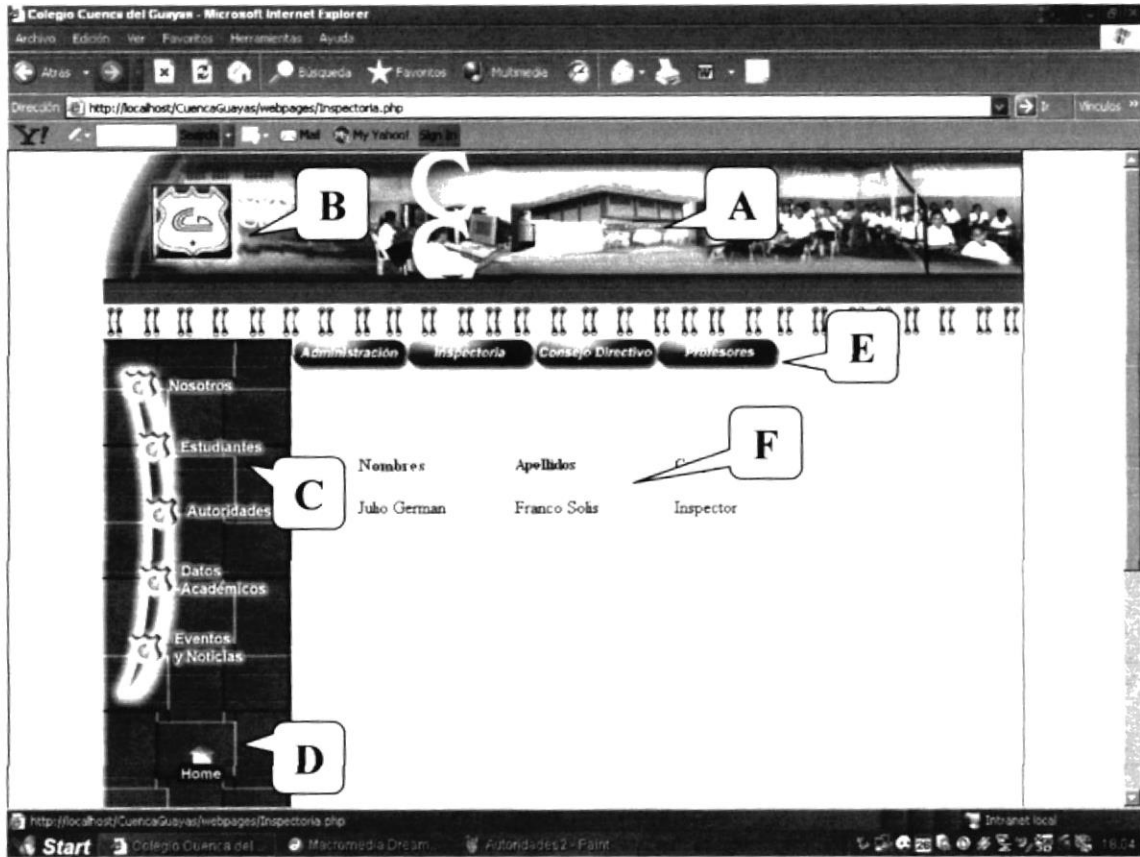 Colegio Cuenca del Guayas - Microsoft Internet Explorer
Archivo Edición Ver Favoritos Herramientas Ayuda
Atrás Búsqueda Favoritos Multimedia
Dirección http://localhost/CuencaGuayas/webpages/Inspectoria.php Ir Vínculos »
Y! Search Mail My Yahoo! Sign In
B
A
C
C
Administración Inspectoria Consejo Directivo Profesores
E
Nosotros
Estudiantes
Autoridades
Datos
Académicos
Eventos
y Noticias
C
F
Nombres Apellidos
Julio German Franco Solis Inspector
D
Home
http://localhost/CuencaGuayas/webpages/Inspectoria.php Intranet local
Start Colegio Cuenca del ... Macromedia Dream... Autoridades2 - Paint 18:04